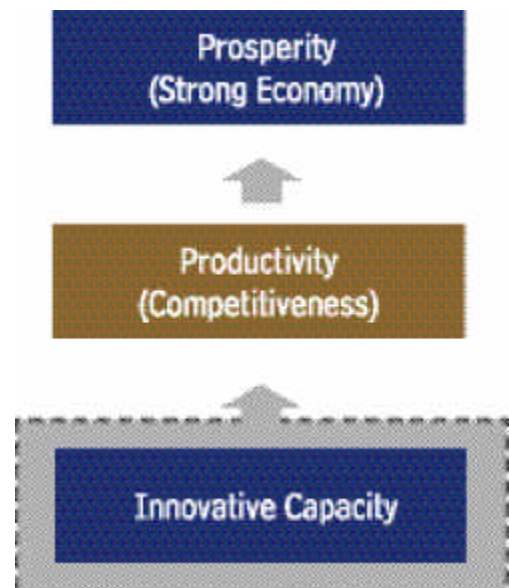 Prosperity
(Strong Economy)
Productivity
(Competitiveness)
Innovative Capacity